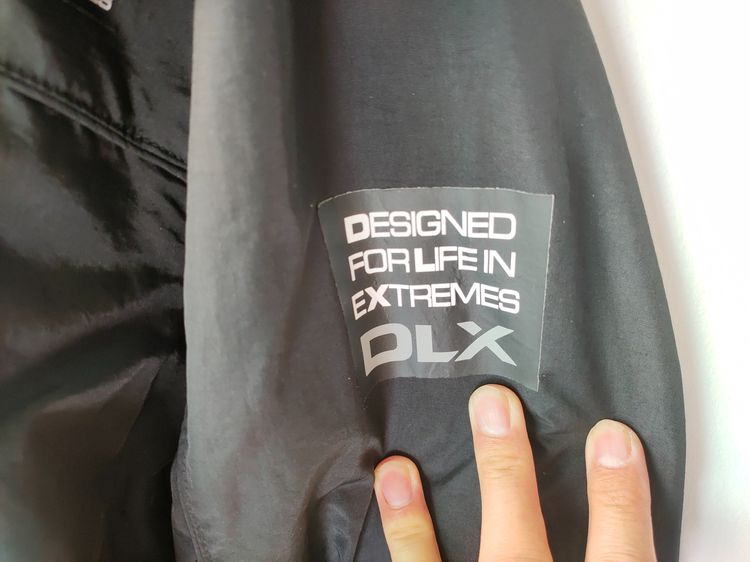 DESIGNED
FOR LIFE IN
EXTREMES
DLX